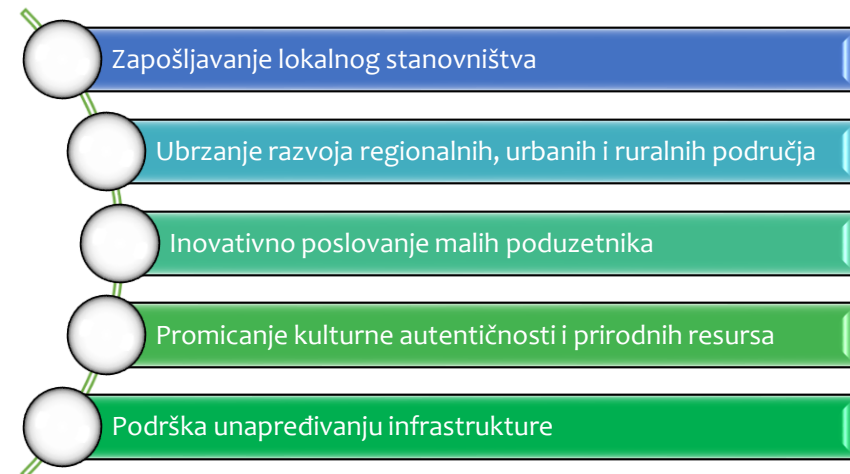 Zapošljavanje lokalnog stanovništva
Ubrzanje razvoja regionalnih, urbanih i ruralnih područja
Inovativno poslovanje malih poduzetnika
Promicanje kulturne autentičnosti i prirodnih resursa
Podrška unapređivanju infrastrukture